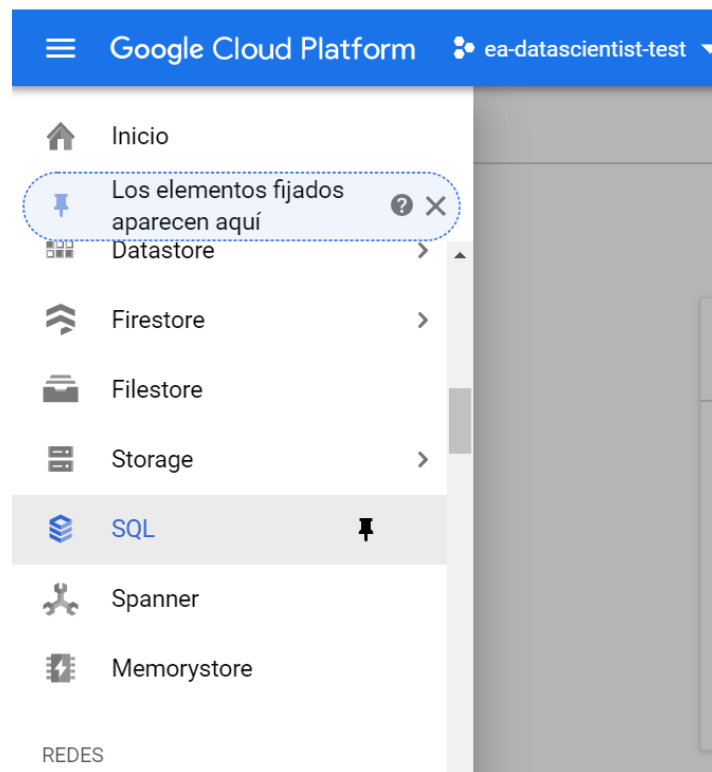 Google Cloud Platform ea-datascientist-test
Inicio
Los elementos fijados
aparecen aquí
Datastore
Firestore
Filestore
Storage
SQL
Spanner
Memorystore
REDES